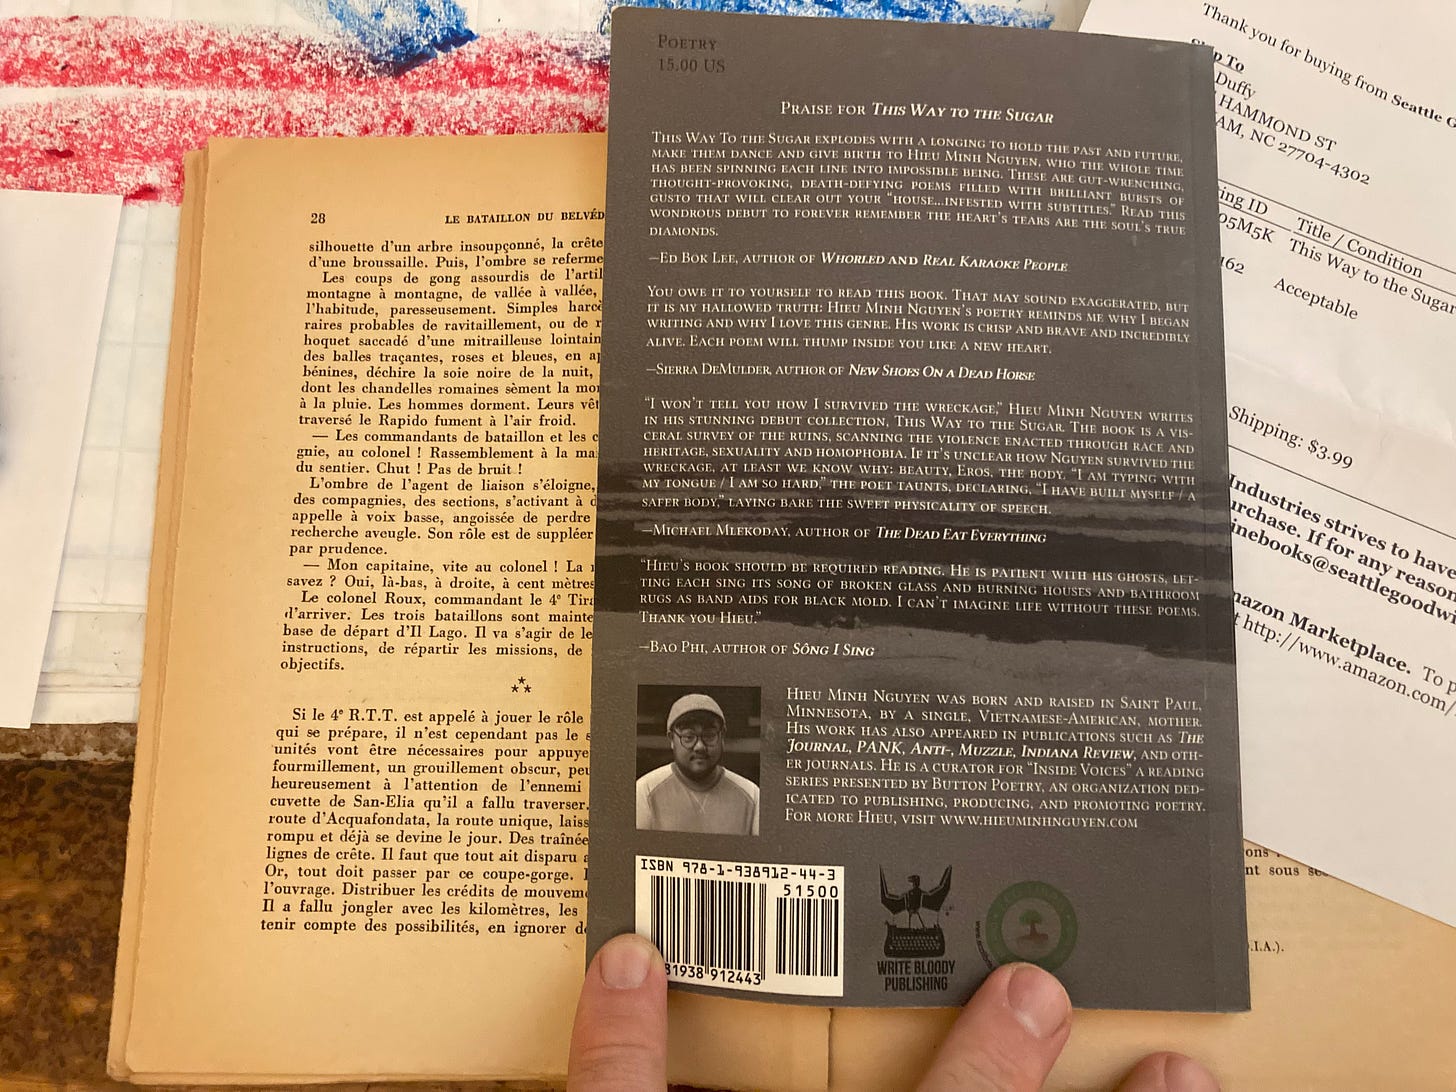 28
LE BATAILLON DU BELVÉD
silhouette d'un arbre insoupçonné, la crête
d'une broussaille. Puis, l'ombre se referme
Les coups de gong assourdis de l'artil
montagne à montagne, de vallée à vallée,
l'habitude, paresseusement. Simples harcè
raires probables de ravitaillement, ou de r
hoquet saccadé d'une mitrailleuse lointain
des balles traçantes, roses et bleues, en ap
bénines, déchire la soie noire de la nuit,
dont les chandelles romaines sèment la mor
à la pluie. Les hommes dorment. Leurs vêt
traversé le Rapido fument à l'air froid.
— Les commandants de bataillon et les c
gnie, au colonel ! Rassemblement à la mai
du sentier. Chut ! Pas de bruit !
L'ombre de l'agent de liaison s'éloigne,
des compagnies, des sections, s'activant à d
appelle à voix basse, angoissée de perdre
recherche aveugle. Son rôle est de suppléer
par prudence.
— Mon capitaine, vite au colonel ! La
savez ? Oui, là-bas, à droite, à cent mètres
Le colonel Roux, commandant le 4e Tira
d'arriver. Les trois bataillons sont mainte
base de départ d'Il Lago. Il va s'agir de le
instructions, de répartir les missions, de
objectifs.
Si le 4e R.T.T. est appelé à jouer le rôle
qui se prépare, il n'est cependant pas le s
unités vont être nécessaires pour appuye
fourmillement, un grouillement obscur, peu
heureusement à l'attention de l'ennemi
cuvette de San-Elia qu'il a fallu traverser.
route d'Acquafondata, la route unique, laiss
rompu et déjà se devine le jour. Des traînée
lignes de crête. Il faut que tout ait disparu a
Or, tout doit passer par ce coupe-gorge.
l'ouvrage. Distribuer les crédits de mouveme
Il a fallu jongler avec les kilomètres, les
tenir compte des possibilités, en ignorer de
POETRY
15.00 US
PRAISE FOR THIS WAY TO THE SUGAR
THIS WAY TO THE SUGAR EXPLODES WITH A LONGING TO HOLD THE PAST AND FUTURE,
MAKE THEM DANCE AND GIVE BIRTH TO HIEU MINH NGUYEN, WHO THE WHOLE TIME
HAS BEEN SPINNING EACH LINE INTO IMPOSSIBLE BEING. THESE ARE GUT-WRENCHING,
THOUGHT-PROVOKING, DEATH-DEFYING POEMS FILLED WITH BRILLIANT BURSTS OF
GUSTO THAT WILL CLEAR OUT YOUR "HOUSE...INFESTED WITH SUBTITLES." READ THIS
WONDROUS DEBUT TO FOREVER REMEMBER THE HEART'S TEARS ARE THE SOUL'S TRUE
DIAMONDS.
—ED BOK LEE, AUTHOR OF WHORLED AND REAL KARAOKE PEOPLE
YOU OWE IT TO YOURSELF TO READ THIS BOOK. THAT MAY SOUND EXAGGERATED, BUT
IT IS MY HALLOWED TRUTH: HIEU MINH NGUYEN'S POETRY REMINDS ME WHY I BEGAN
WRITING AND WHY I LOVE THIS GENRE. HIS WORK IS CRISP AND BRAVE AND INCREDIBLY
ALIVE. EACH POEM WILL THUMP INSIDE YOU LIKE A NEW HEART.
—SIERRA DEMULDER, AUTHOR OF NEW SHOES ON A DEAD HORSE
"I WON'T TELL YOU HOW I SURVIVED THE WRECKAGE," HIEU MINH NGUYEN WRITES
IN HIS STUNNING DEBUT COLLECTION, THIS WAY TO THE SUGAR. THE BOOK IS A VIS-
CERAL SURVEY OF THE RUINS, SCANNING THE VIOLENCE ENACTED THROUGH RACE AND
HERITAGE, SEXUALITY AND HOMOPHOBIA. IF IT'S UNCLEAR HOW NGUYEN SURVIVED THE
WRECKAGE, AT LEAST WE KNOW WHY: BEAUTY, EROS, THE BODY. "I AM TYPING WITH
MY TONGUE / I AM SO HARD," THE POET TAUNTS, DECLARING, "I HAVE BUILT MYSELF / A
SAFER BODY," LAYING BARE THE SWEET PHYSICALITY OF SPEECH.
—MICHAEL MLEKODAY, AUTHOR OF THE DEAD EAT EVERYTHING
"HIEU'S BOOK SHOULD BE REQUIRED READING. HE IS PATIENT WITH HIS GHOSTS, LET-
TING EACH SING ITS SONG OF BROKEN GLASS AND BURNING HOUSES AND BATHROOM
RUGS AS BAND AIDS FOR BLACK MOLD. I CAN'T IMAGINE LIFE WITHOUT THESE POEMS.
THANK YOU HIEU."
—BAO PHI, AUTHOR OF SÔNG I SING
HIEU MINH NGUYEN WAS BORN AND RAISED IN SAINT PAUL,
MINNESOTA, BY A SINGLE, VIETNAMESE-AMERICAN, MOTHER.
HIS WORK HAS ALSO APPEARED IN PUBLICATIONS SUCH AS THE
JOURNAL, PANK, ANTI-, MUZZLE, INDIANA REVIEW, AND OTH-
ER JOURNALS. HE IS A CURATOR FOR "INSIDE VOICES" A READING
SERIES PRESENTED BY BUTTON POETRY, AN ORGANIZATION DED-
ICATED TO PUBLISHING, PRODUCING, AND PROMOTING POETRY.
FOR MORE HIEU, VISIT WWW.HIEUMINHNGUYEN.COM
ISBN 978-1-938912-44-3
51500
81938 912443
WRITE BLOODY
PUBLISHING
Thank you for buying from Seattle G
Ship To
Duffy
HAMMOND ST
AM, NC 27704-4302
ing ID Title / Condition
05M5K This Way to the Sugar
162 Acceptable
Shipping: $3.99
Industries strives to have
urchase. If for any reason
inebooks@seattlegoodwi
mazon Marketplace. To p
t http://www.amazon.com/
ons
nt sous
D.I.A.).